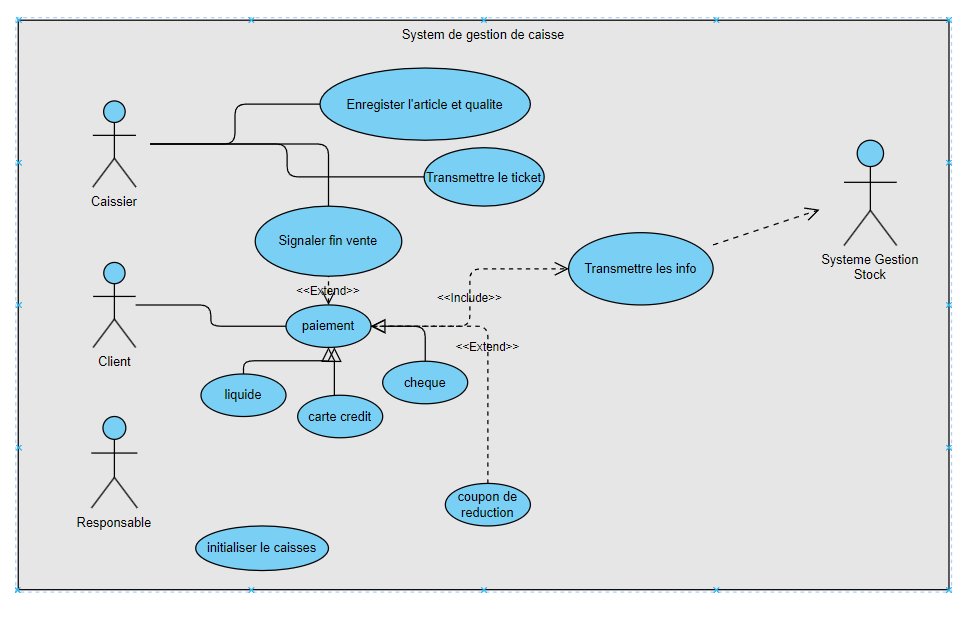 System de gestion de caisse
Enregister l'article et qualite
Caissier
Transmettre le ticket
Signaler fin vente
Systeme Gestion
Stock
Transmettre les info
<<Extend>>
<<Include>>
paiement
Client
<<Extend>>
cheque
liquide
carte credit
coupon de
reduction
Responsable
initialiser le caisses